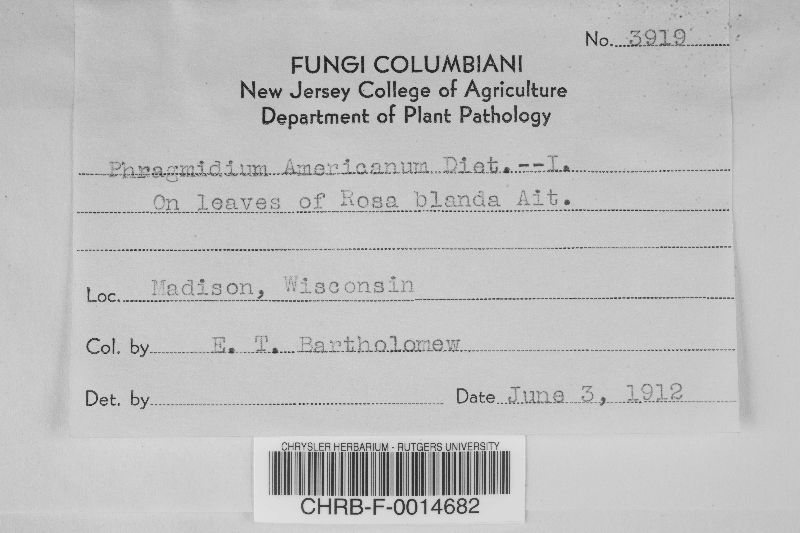 No. 3919
FUNGI COLUMBIANI
New Jersey College of Agriculture
Department of Plant Pathology
Phragmidium Americanum Diet.--I.
On leaves of Rosa blanda Ait.
Loc. Madison, Wisconsin
Col. by E. T. Bartholomew
Det. by Date June 3, 1912
CHRYSLER HERBARIUM - RUTGERS UNIVERSITY
CHRB-F-0014682